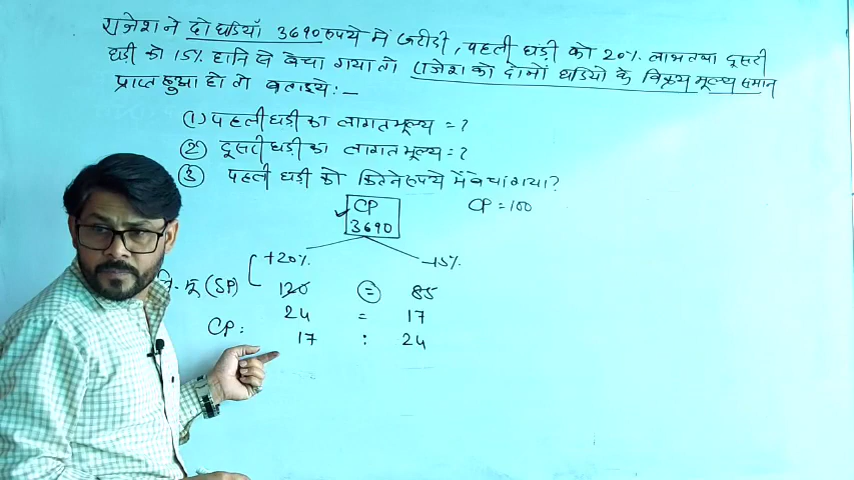 राजेश ने दो घड़ियाँ 3690 रुपये में खरीदी, पहली घड़ी को 20% लाभ तथा दूसरी
घड़ी को 15% हानि से बेचा गया तो राजेश को दोनों घड़ियो के विक्रय मूल्य समान
प्राप्त हुआ हो तो बताइये:-
(1) पहली घड़ी का लागत मूल्य = ?
(2) दूसरी घड़ी का लागत मूल्य = ?
(3) पहली घड़ी को कितने रुपये में बेचा गया?
CP CP = 100
3690
+20% -15%
वि. मू (SP) 120 = 85
24 = 17
CP: 17 : 24